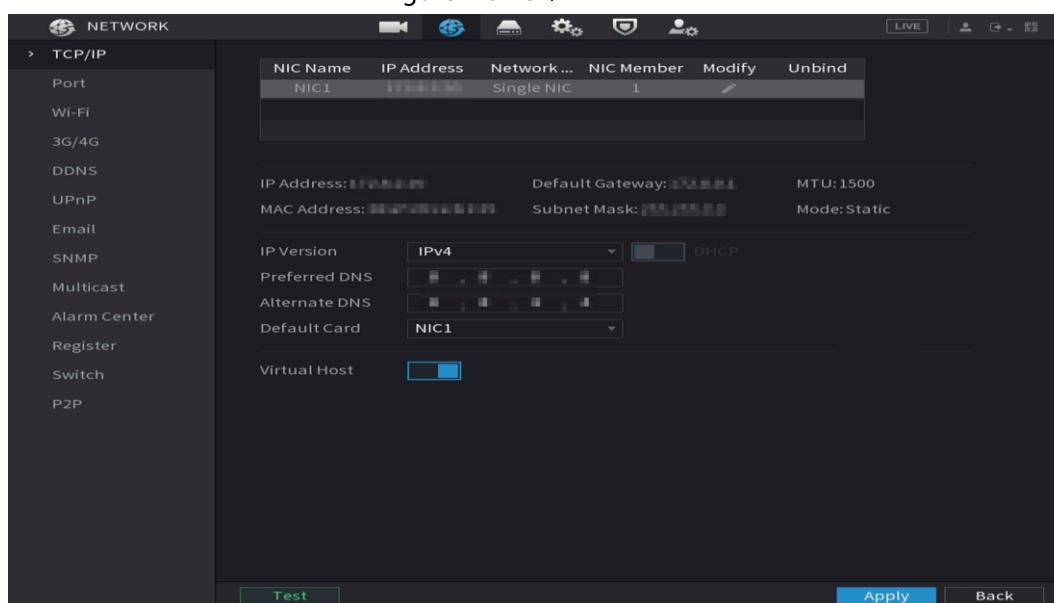 NETWORK
LIVE
TCP/IP
Port
Wi-Fi
3G/4G
DDNS
UPnP
Email
SNMP
Multicast
Alarm Center
Register
Switch
P2P
NIC Name IP Address Network... NIC Member Modify Unbind
NIC1 Single NIC 1
IP Address: Default Gateway: MTU:1500
MAC Address: Subnet Mask: Mode:Static
IP Version IPv4 DHCP
Preferred DNS
Alternate DNS
Default Card NIC1
Virtual Host
Test Apply Back